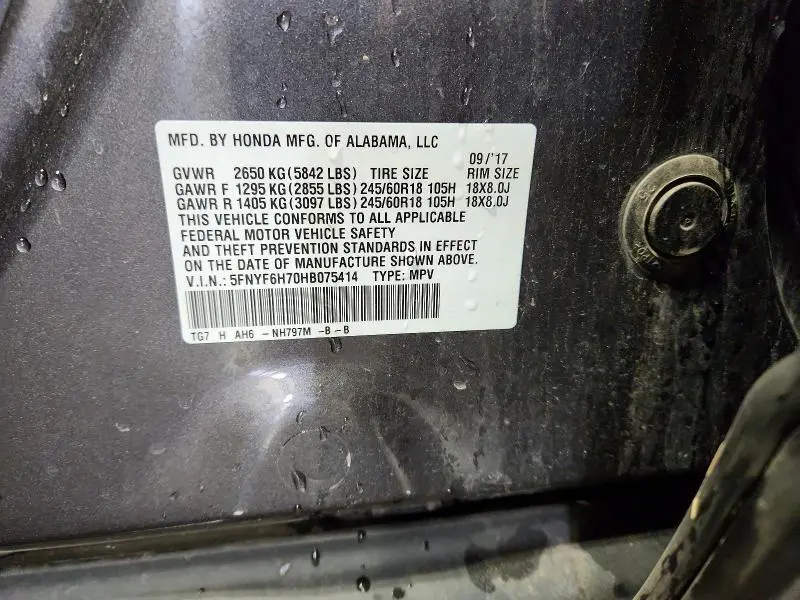 MFD. BY HONDA MFG. OF ALABAMA, LLC
09/'17
GVWR 2650 KG(5842 LBS) TIRE SIZE RIM SIZE
GAWR F 1295 KG(2855 LBS) 245/60R18 105H 18X8.0J
GAWR R 1405 KG(3097 LBS) 245/60R18 105H 18X8.0J
THIS VEHICLE CONFORMS TO ALL APPLICABLE
FEDERAL MOTOR VEHICLE SAFETY
AND THEFT PREVENTION STANDARDS IN EFFECT
ON THE DATE OF MANUFACTURE SHOWN ABOVE.
V.I.N.: 5FNYF6H70HB075414 TYPE: MPV
TG7 H AH6 -NH797M -B -B